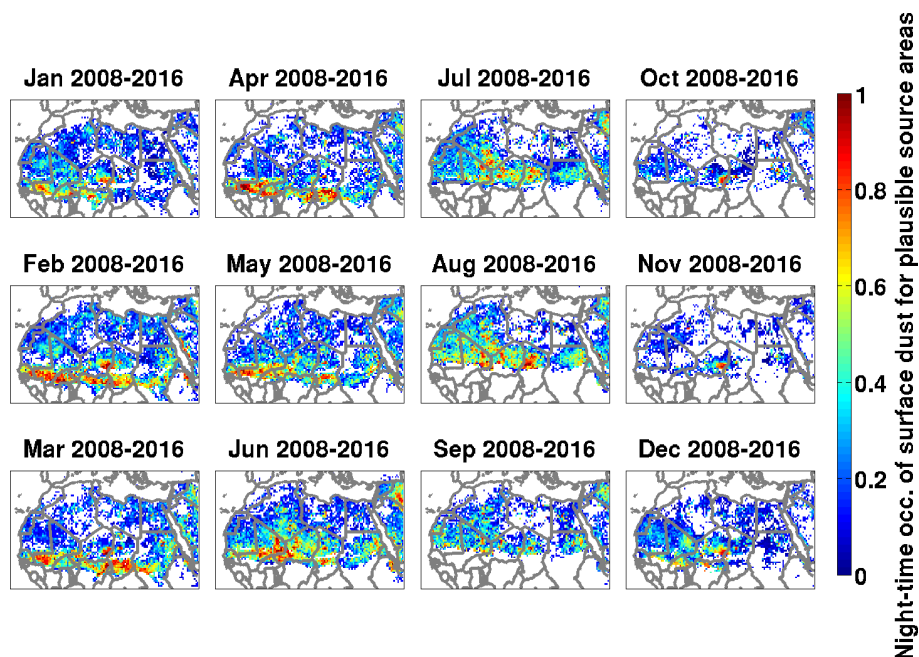 Jan 2008-2016
Apr 2008-2016
Jul 2008-2016
Oct 2008-2016
Feb 2008-2016
May 2008-2016
Aug 2008-2016
Nov 2008-2016
Mar 2008-2016
Jun 2008-2016
Sep 2008-2016
Dec 2008-2016
1
0.8
0.6
0.4
0.2
0
Night-time occ. of surface dust for plausible source areas